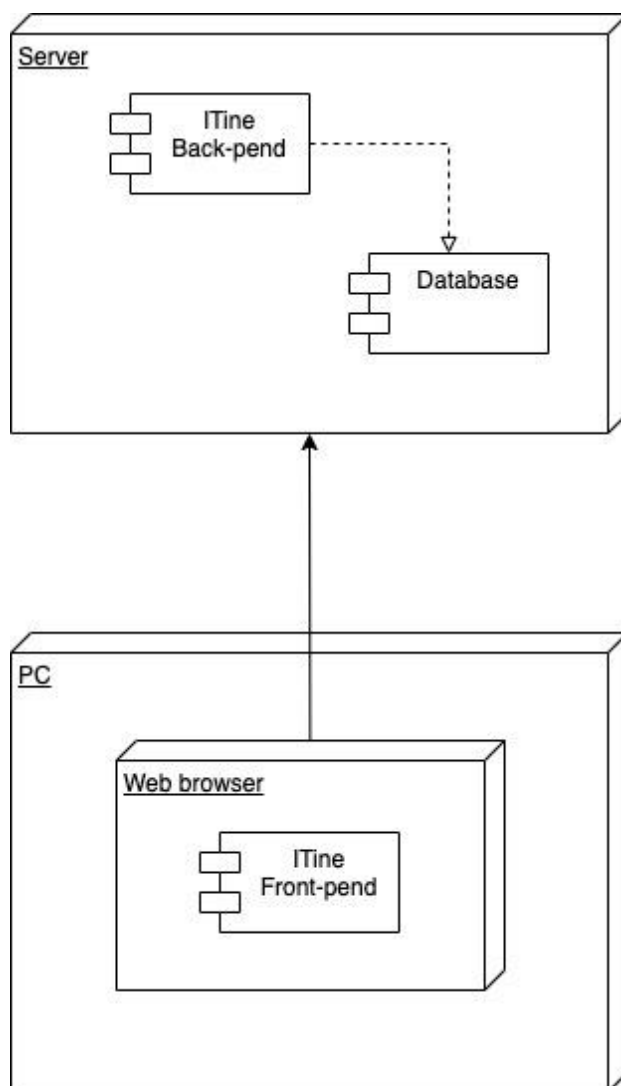 Server
ITine
Back-pend
Database
PC
Web browser
ITine
Front-pend